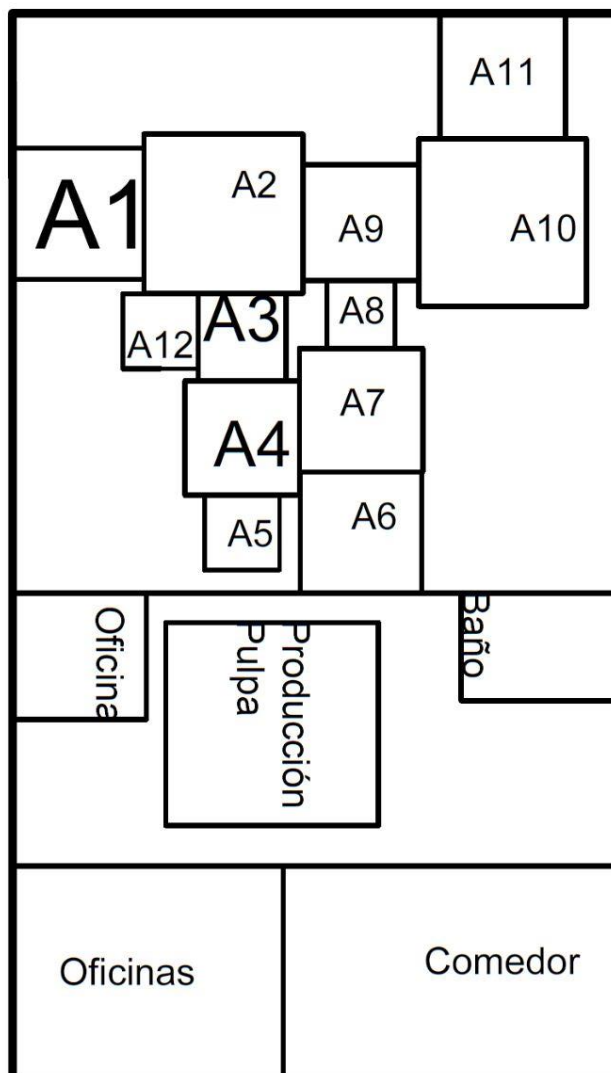 A11
A1
A2
A9
A10
A12
A3
A8
A7
A4
A5
A6
Oficina
Producción
Pulpa
Baño
Oficinas
Comedor